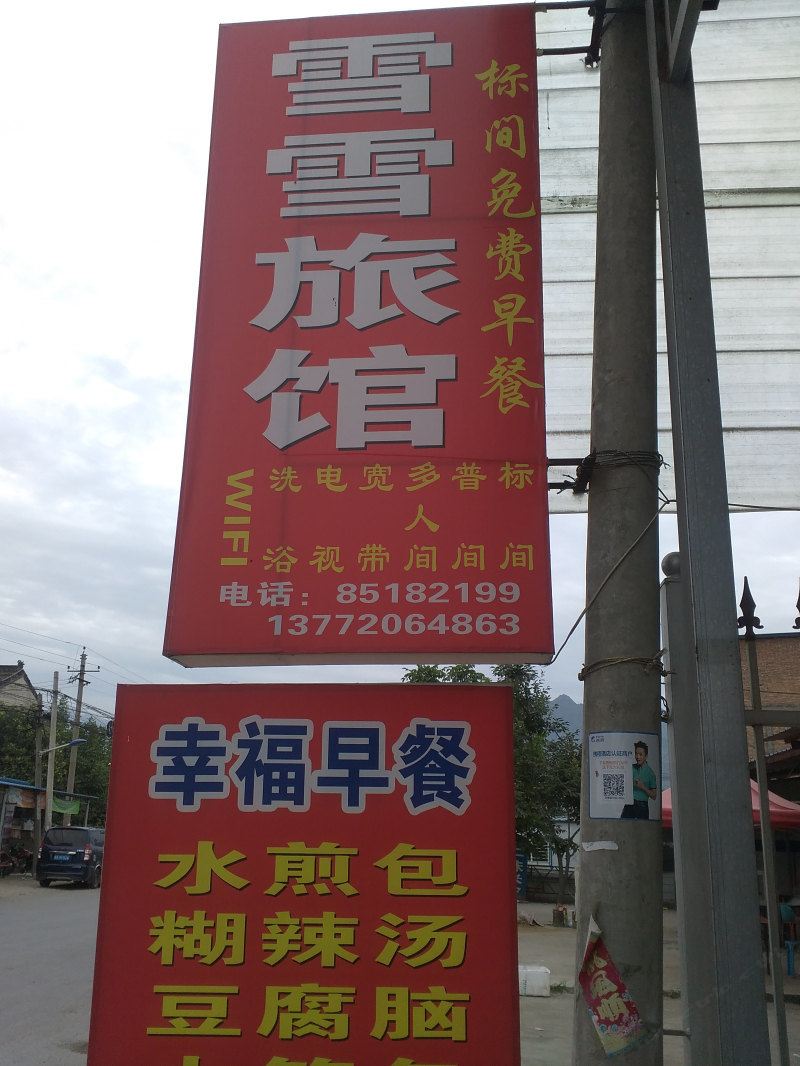 雪雪旅馆
标间免费早餐
标间
普间
多人间
宽带
电视
洗浴
WIFI
电话：85182199
13772064863
幸福早餐
水煎包
糊辣汤
豆腐脑